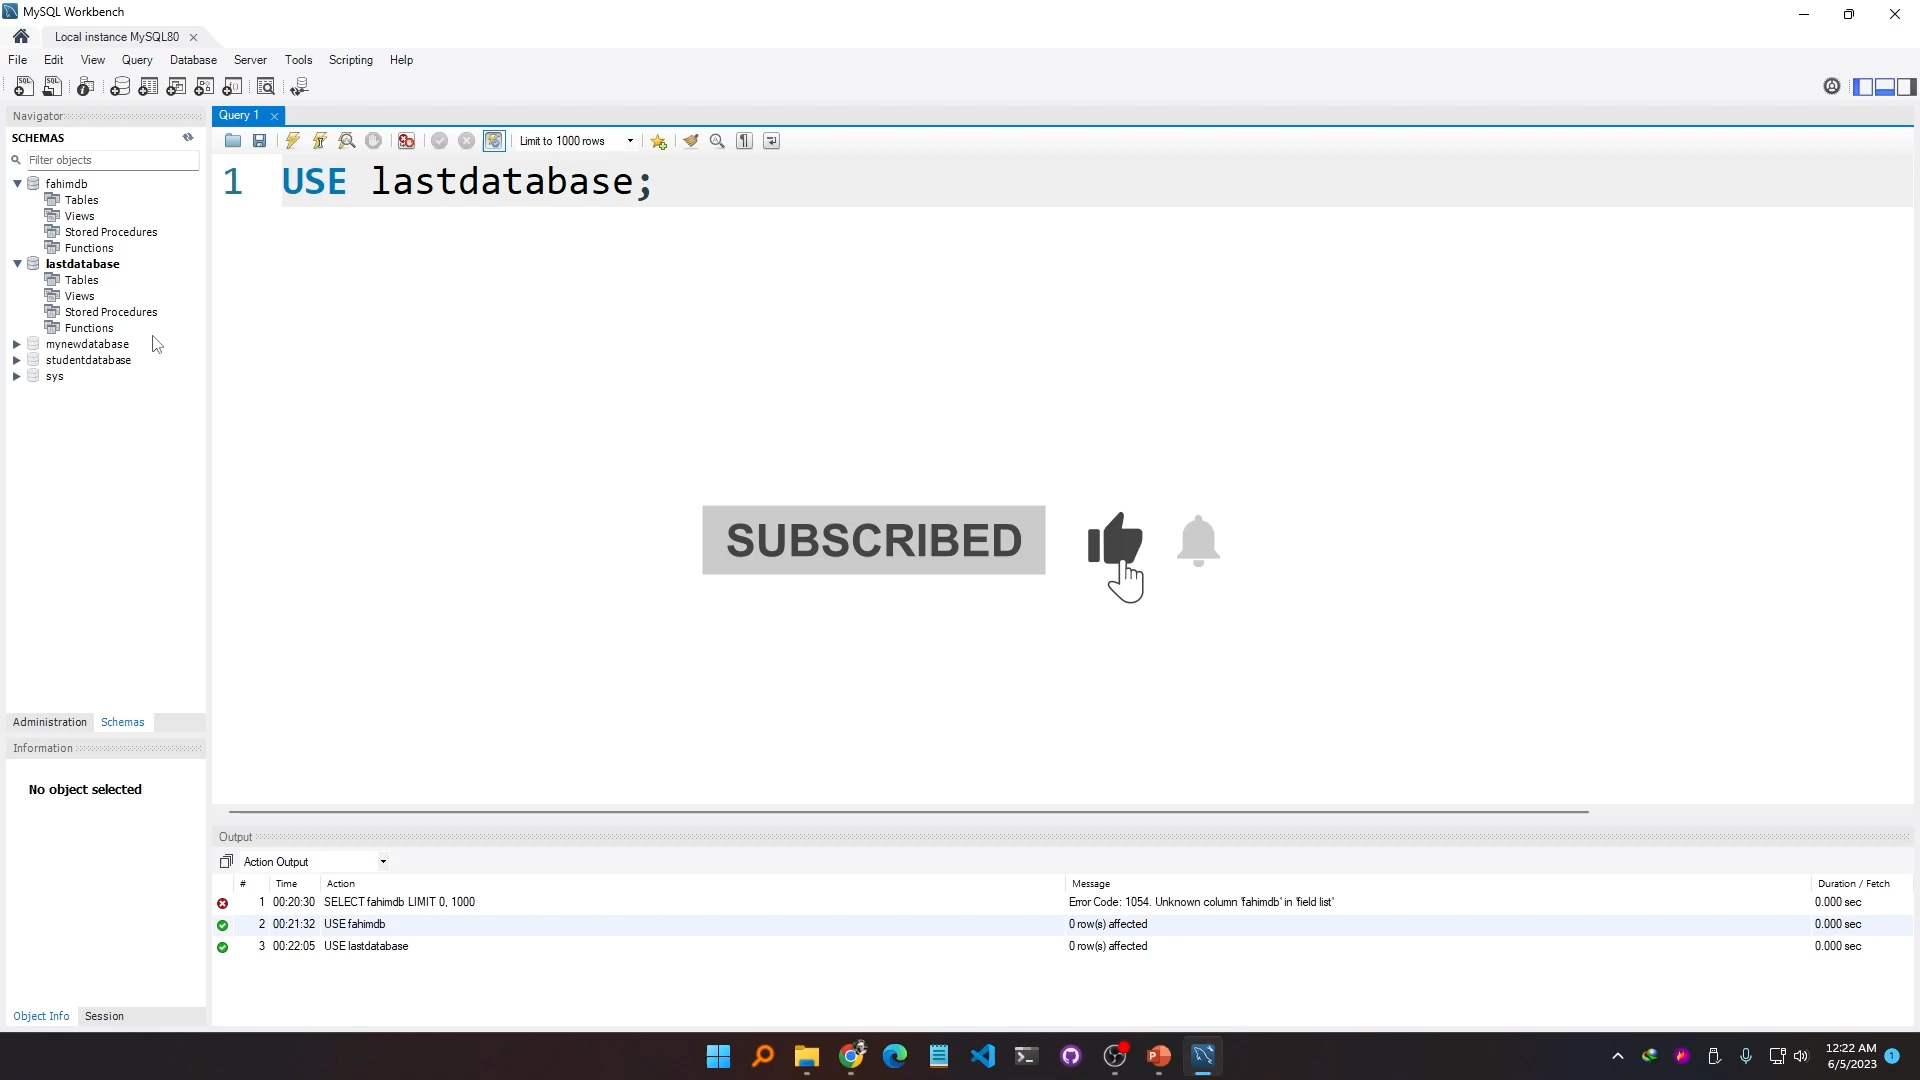 MySQL Workbench
Local instance MySQL80
File Edit View Query Database Server Tools Scripting Help
Navigator
SCHEMAS
Filter objects
fahimdb
Tables
Views
Stored Procedures
Functions
lastdatabase
Tables
Views
Stored Procedures
Functions
mynewdatabase
studentdatabase
sys
Administration Schemas
Information
No object selected
Object Info Session
Query 1
Limit to 1000 rows
1 USE lastdatabase;
SUBSCRIBED
Output
Action Output
# Time Action Message Duration / Fetch
1 00:20:30 SELECT fahimdb LIMIT 0, 1000 Error Code: 1054. Unknown column 'fahimdb' in 'field list' 0.000 sec
2 00:21:32 USE fahimdb 0 row(s) affected 0.000 sec
3 00:22:05 USE lastdatabase 0 row(s) affected 0.000 sec
12:22 AM
6/5/2023
1